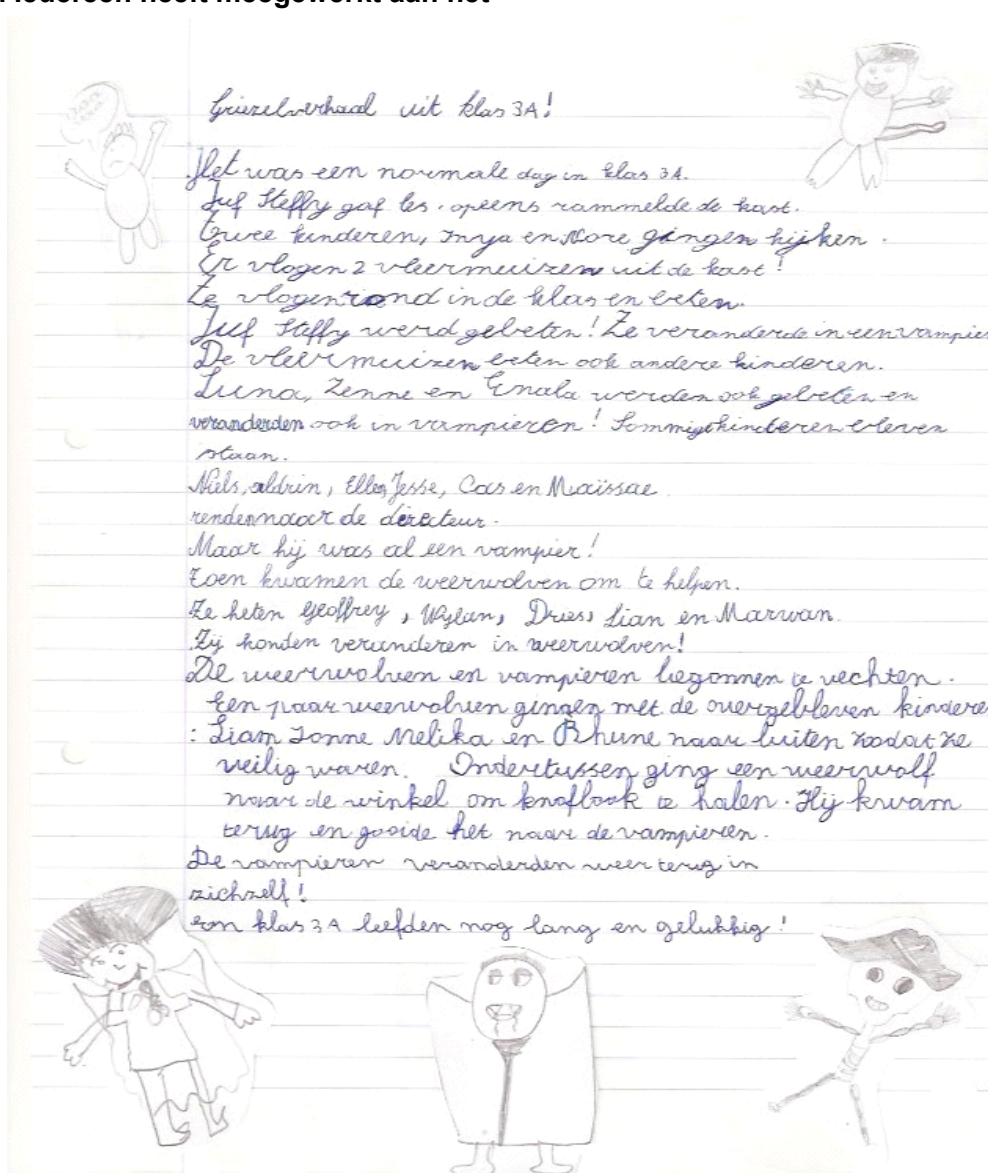 iedereen heeft meegewerkt aan het
Griezelverhaal uit klas 3A!
Het was een normale dag in klas 3A.
Juf Steffy gaf les. opeens rammelde de kast.
Twee kinderen, Inya en Nore gingen kijken.
Er vlogen 2 vleermuizen uit de kast!
Ze vlogen rond in de klas en beten.
Juf Steffy werd gebeten! Ze veranderde in een vampier
De vleermuizen beten ook andere kinderen.
Luna, Zenne en Enala werden ook gebeten en
veranderden ook in vampieren! Sommige kinderen bleven
staan.
Niels, aldrin, Elles, Jesse, Cas en Maïssae
renden naar de directeur.
Maar hij was al een vampier!
toen kwamen de weerwolven om te helpen.
Ze heten Geoffrey, Wylan, Dries, Lian en Marwan.
Zij konden veranderen in weerwolven!
De weerwolven en vampieren begonnen te vechten.
Een paar weerwolven gingen met de overgebleven kindere
: Liam Jonne Melika en Rhune naar buiten zodat ze
veilig waren. Ondertussen ging een weerwolf
naar de winkel om knoflook te halen. Hij kwam
terug en gooide het naar de vampieren.
De vampieren veranderden weer terug in
zichzelf!
en klas 3A leefden nog lang en gelukkig!